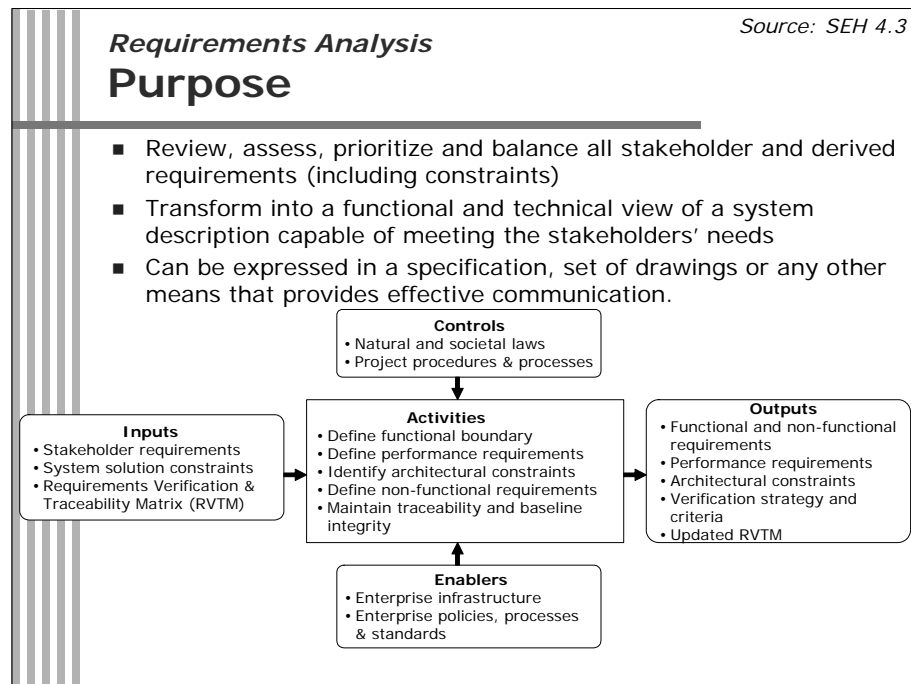 Source: SEH 4.3
Requirements Analysis
Purpose
■ Review, assess, prioritize and balance all stakeholder and derived
requirements (including constraints)
■ Transform into a functional and technical view of a system
description capable of meeting the stakeholders’ needs
■ Can be expressed in a specification, set of drawings or any other
means that provides effective communication.
Controls
• Natural and societal laws
• Project procedures & processes
Inputs
• Stakeholder requirements
• System solution constraints
• Requirements Verification &
Traceability Matrix (RVTM)
Activities
• Define functional boundary
• Define performance requirements
• Identify architectural constraints
• Define non-functional requirements
• Maintain traceability and baseline
integrity
Outputs
• Functional and non-functional
requirements
• Performance requirements
• Architectural constraints
• Verification strategy and
criteria
• Updated RVTM
Enablers
• Enterprise infrastructure
• Enterprise policies, processes
& standards